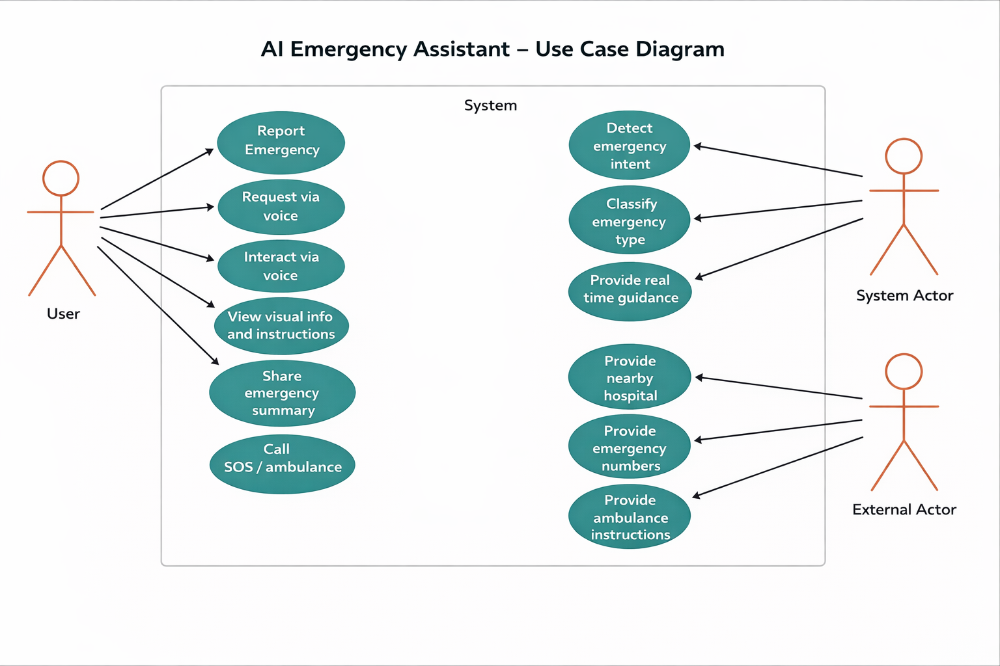 AI Emergency Assistant – Use Case Diagram
System
Report
Emergency
Request via
voice
Interact via
voice
View visual info
and instructions
Share
emergency
summary
Call
SOS / ambulance
User
Detect
emergency
intent
Classify
emergency
type
Provide real
time guidance
Provide
nearby
hospital
Provide
emergency
numbers
Provide
ambulance
instructions
System Actor
External Actor